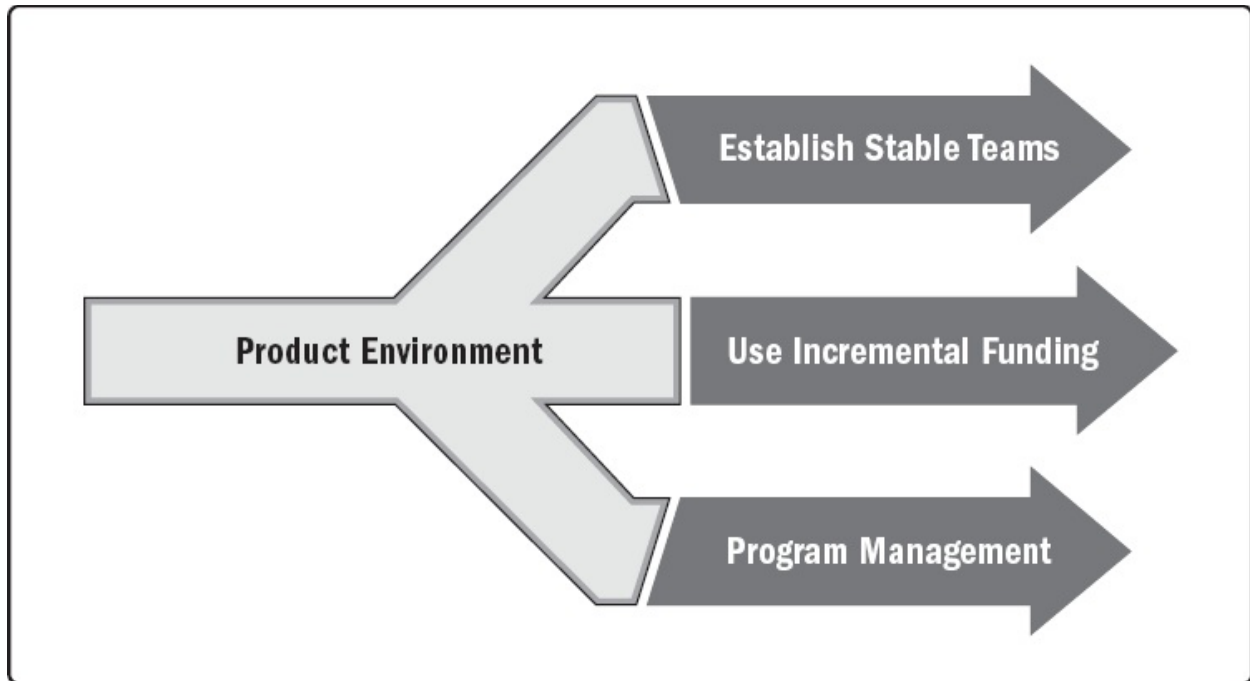 Establish Stable Teams
Product Environment
Use Incremental Funding
Program Management